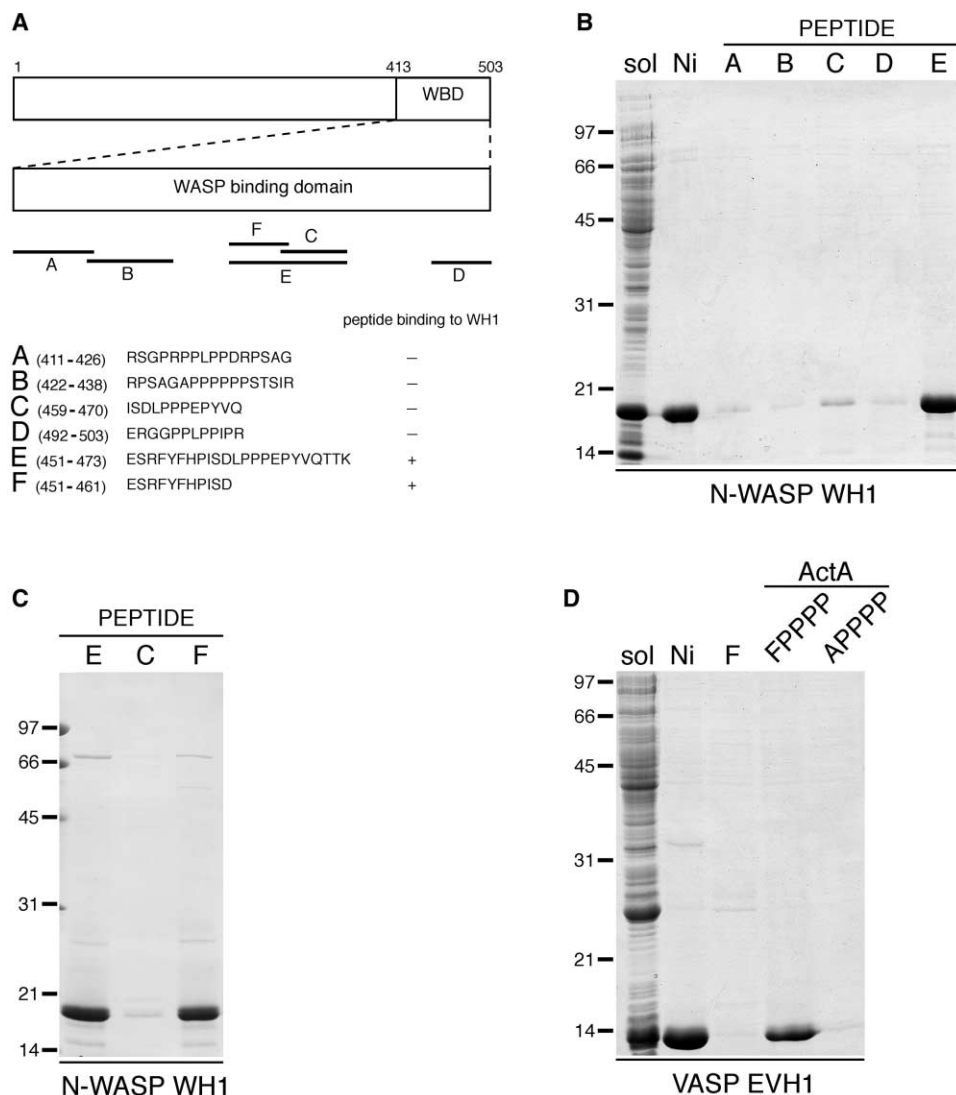 A
1 413 503
WBD
WASP binding domain
F
C
A
B
E
D
peptide binding to WH1
A (411-426) RSGPRPPLPPDRPSAG –
B (422-438) RPSAGAPPPPPPSTSIR –
C (459-470) ISDLPPPEPYVQ –
D (492-503) ERGGPPLPPIPR –
E (451-473) ESRFYFHPISDLPPPEPYVQTTK +
F (451-461) ESRFYFHPISD +
B
PEPTIDE
sol Ni A B C D E
97
66
45
31
21
14
N-WASP WH1
C
PEPTIDE
E C F
97
66
45
31
21
14
N-WASP WH1
D
ActA
sol Ni F FPPPP APPPP
97
66
45
31
21
14
VASP EVH1